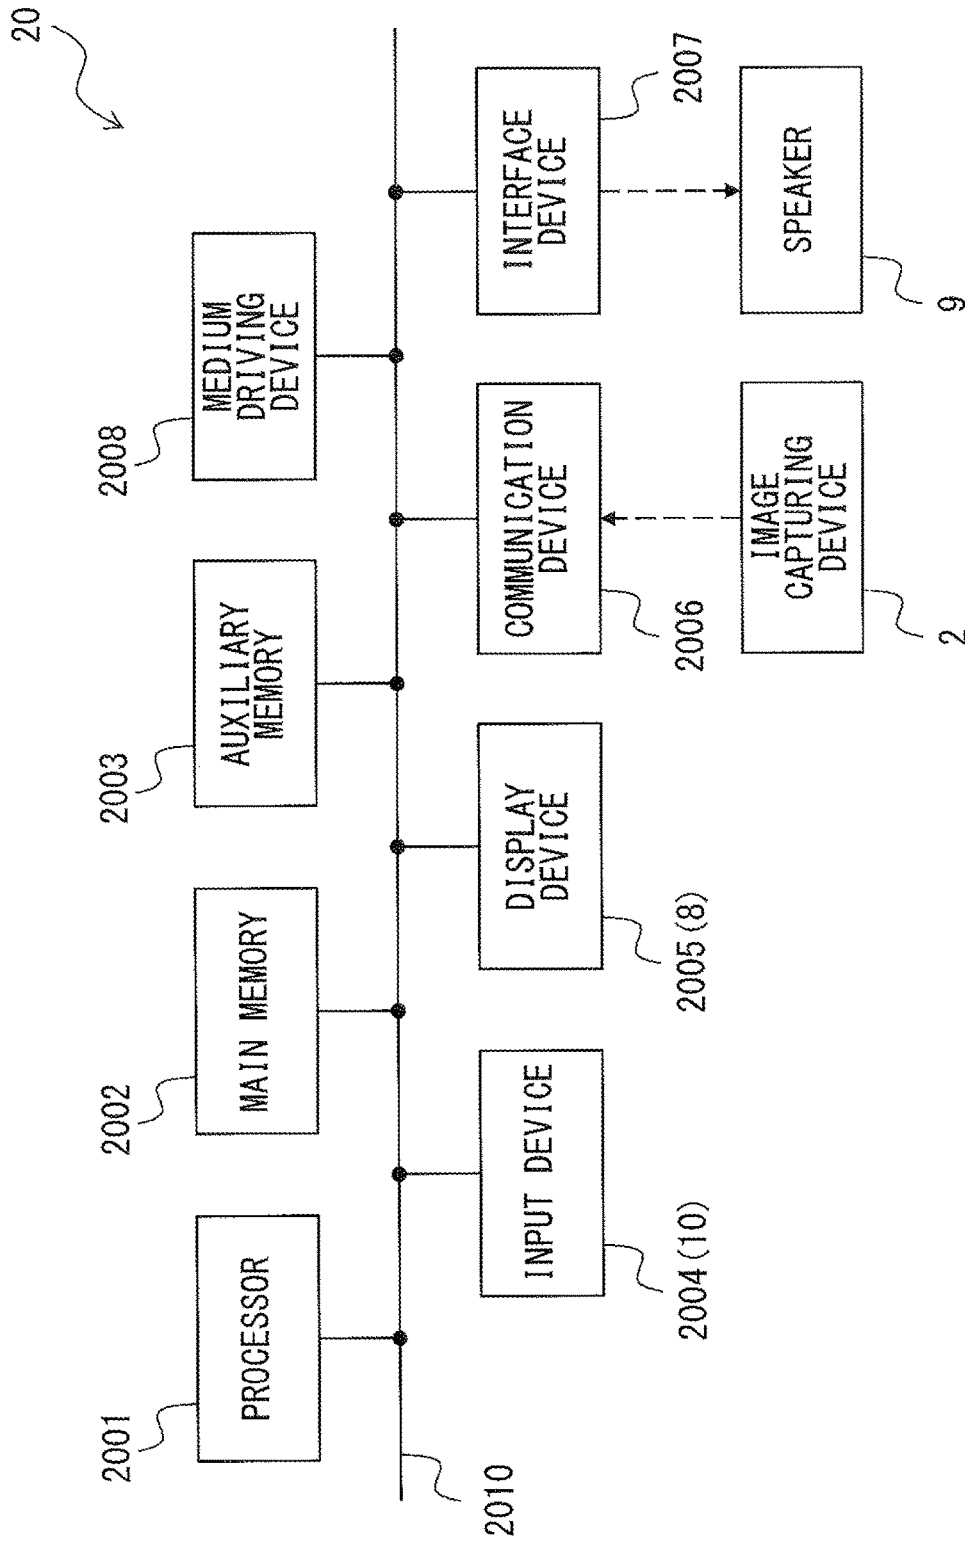 20
2001
PROCESSOR
2002
MAIN MEMORY
2003
AUXILIARY
MEMORY
2008
MEDIUM
DRIVING
DEVICE
2010
INPUT DEVICE
2004(10)
DISPLAY
DEVICE
2005(8)
COMMUNICATION
DEVICE
2006
INTERFACE
DEVICE
2007
IMAGE
CAPTURING
DEVICE
2
SPEAKER
9